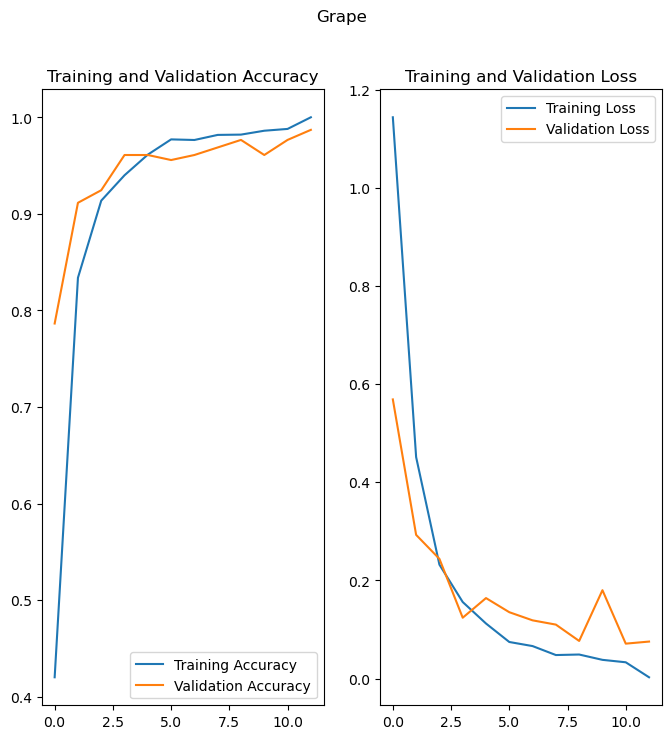 Grape
Training and Validation Accuracy
1.0
0.9
0.8
0.7
0.6
0.5
0.4
0.0 2.5 5.0 7.5 10.0
Training Accuracy
Validation Accuracy
Training and Validation Loss
1.2
1.0
0.8
0.6
0.4
0.2
0.0
0.0 2.5 5.0 7.5 10.0
Training Loss
Validation Loss